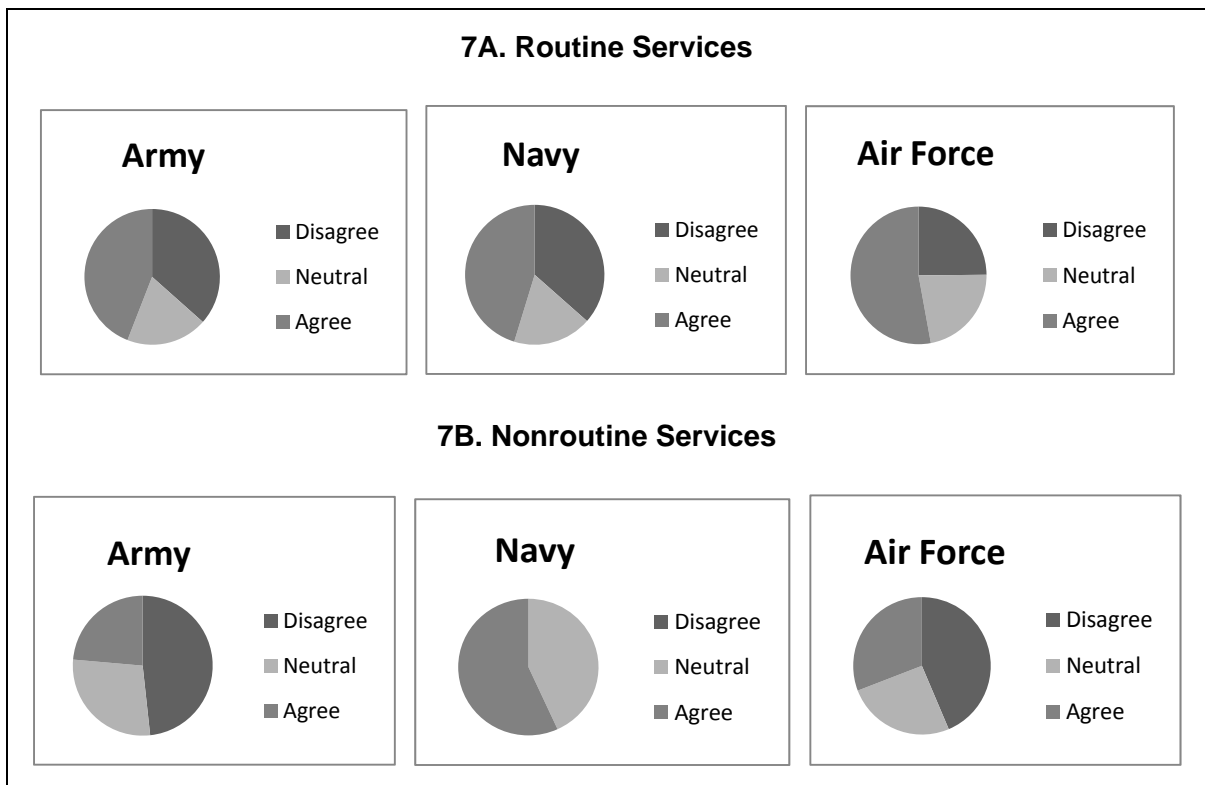 7A. Routine Services
Army
Disagree
Neutral
Agree
Navy
Disagree
Neutral
Agree
Air Force
Disagree
Neutral
Agree
7B. Nonroutine Services
Army
Disagree
Neutral
Agree
Navy
Disagree
Neutral
Agree
Air Force
Disagree
Neutral
Agree